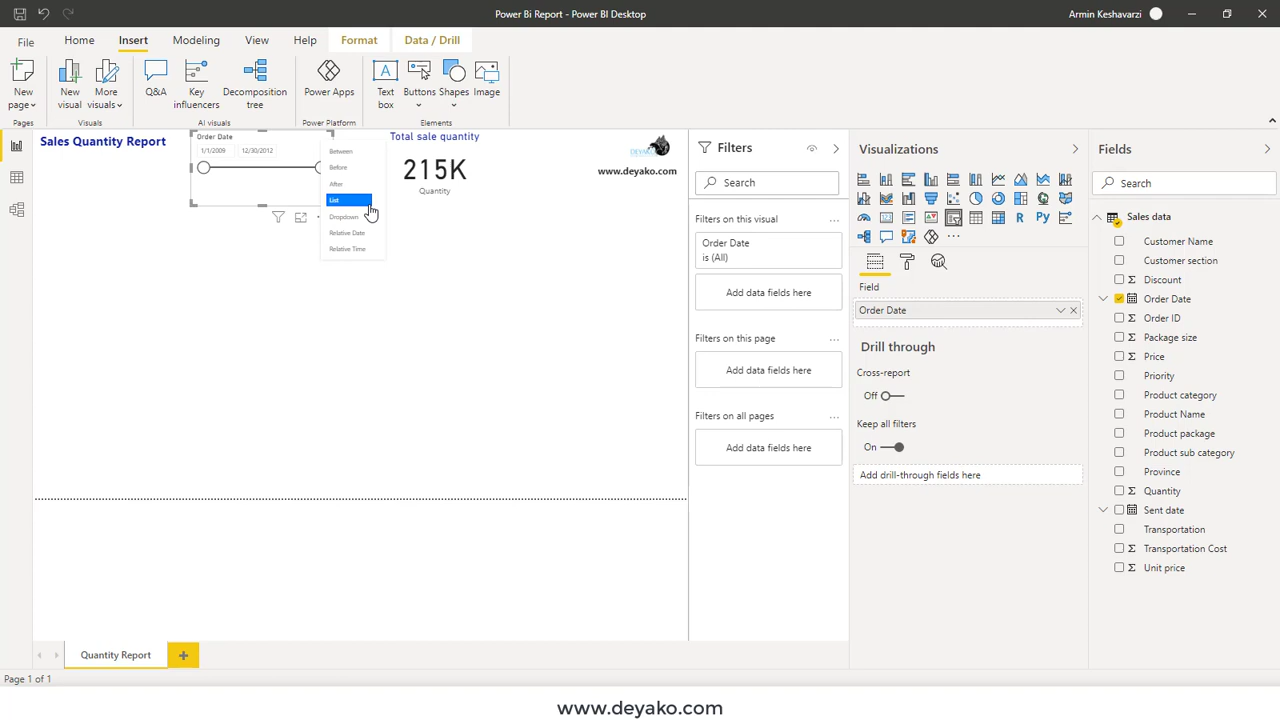 Power Bi Report - Power BI Desktop
Armin Keshavarzi
File
Home
Insert
Modeling
View
Help
Format
Data / Drill
New page
New visual
More visuals
Q&A
Key influencers
Decomposition tree
Power Apps
Text box
Buttons
Shapes
Image
Pages
Visuals
AI visuals
Power Platform
Elements
Sales Quantity Report
Order Date
1/1/2009
12/30/2012
Between
Before
After
List
Dropdown
Relative Date
Relative Time
Total sale quantity
215K
Quantity
DEYAKO
www.deyako.com
Filters
Search
Filters on this visual
Order Date
is (All)
Add data fields here
Filters on this page
Add data fields here
Filters on all pages
Add data fields here
Visualizations
R
Py
Field
Order Date
Drill through
Cross-report
Off
Keep all filters
On
Add drill-through fields here
Fields
Search
Sales data
Customer Name
Customer section
Discount
Order Date
Order ID
Package size
Price
Priority
Product category
Product Name
Product package
Product sub category
Province
Quantity
Sent date
Transportation
Transportation Cost
Unit price
Quantity Report
Page 1 of 1
www.deyako.com